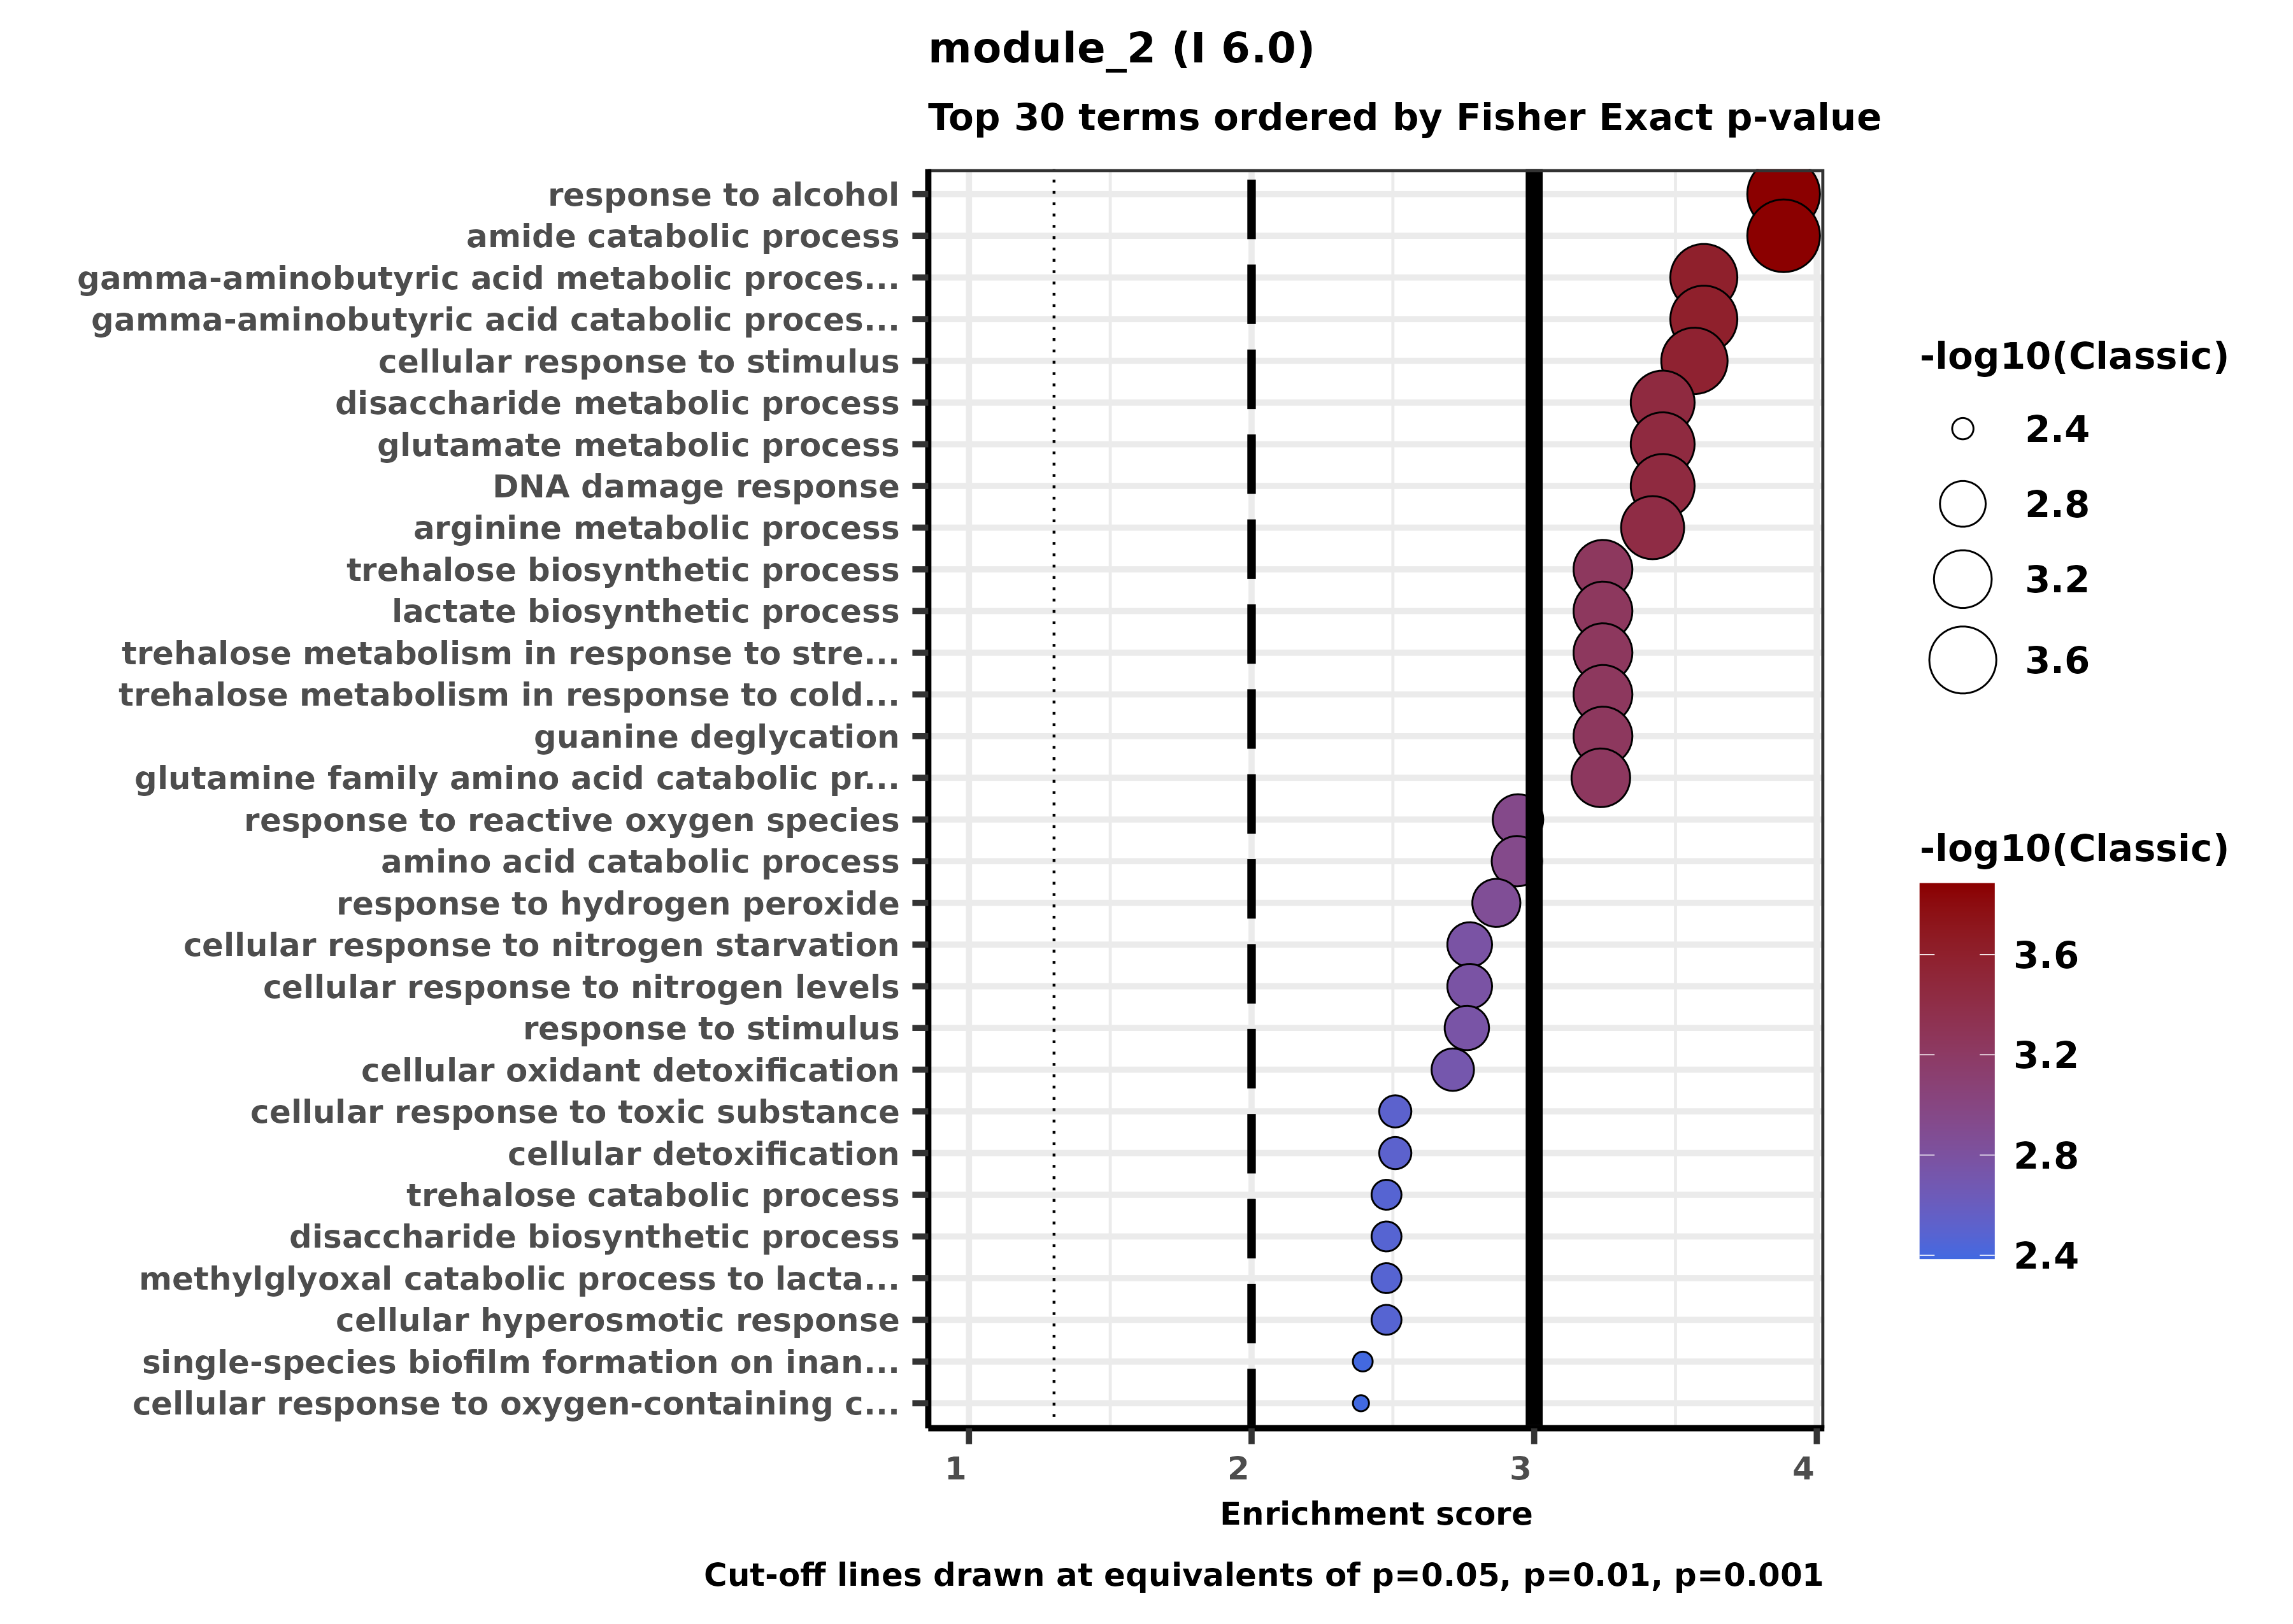 module_2 (I 6.0)
Top 30 terms ordered by Fisher Exact p-value
response to alcohol
amide catabolic process
gamma-aminobutyric acid metabolic proces...
gamma-aminobutyric acid catabolic proces...
cellular response to stimulus
disaccharide metabolic process
glutamate metabolic process
DNA damage response
arginine metabolic process
trehalose biosynthetic process
lactate biosynthetic process
trehalose metabolism in response to stre...
trehalose metabolism in response to cold...
guanine deglycation
glutamine family amino acid catabolic pr...
response to reactive oxygen species
amino acid catabolic process
response to hydrogen peroxide
cellular response to nitrogen starvation
cellular response to nitrogen levels
response to stimulus
cellular oxidant detoxification
cellular response to toxic substance
cellular detoxification
trehalose catabolic process
disaccharide biosynthetic process
methylglyoxal catabolic process to lacta...
cellular hyperosmotic response
single-species biofilm formation on inan...
cellular response to oxygen-containing c...
1 2 3 4
Enrichment score
Cut-off lines drawn at equivalents of p=0.05, p=0.01, p=0.001
-log10(Classic)
2.4
2.8
3.2
3.6
-log10(Classic)
3.6
3.2
2.8
2.4